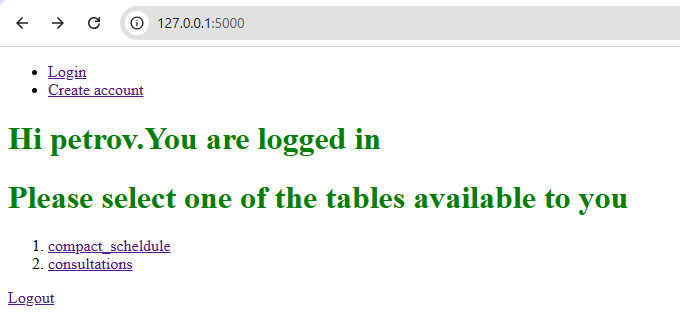 127.0.0.1:5000
Login
Create account
Hi petrov.You are logged in
Please select one of the tables available to you
1. compact_scheldule
2. consultations
Logout